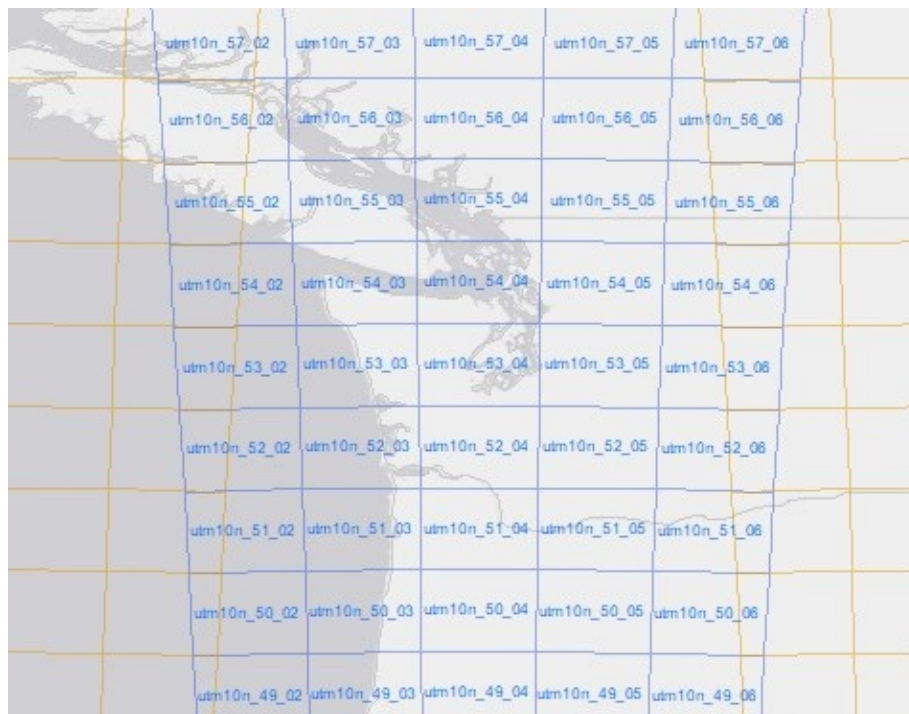 utm10n_57_02 utm10n_57_03 utm10n_57_04 utm10n_57_05 utm10n_57_06
utm10n_56_02 utm10n_56_03 utm10n_56_04 utm10n_56_05 utm10n_56_06
utm10n_55_02 utm10n_55_03 utm10n_55_04 utm10n_55_05 utm10n_55_06
utm10n_54_02 utm10n_54_03 utm10n_54_04 utm10n_54_05 utm10n_54_06
utm10n_53_02 utm10n_53_03 utm10n_53_04 utm10n_53_05 utm10n_53_06
utm10n_52_02 utm10n_52_03 utm10n_52_04 utm10n_52_05 utm10n_52_06
utm10n_51_02 utm10n_51_03 utm10n_51_04 utm10n_51_05 utm10n_51_06
utm10n_50_02 utm10n_50_03 utm10n_50_04 utm10n_50_05 utm10n_50_06
utm10n_49_02 utm10n_49_03 utm10n_49_04 utm10n_49_05 utm10n_49_06